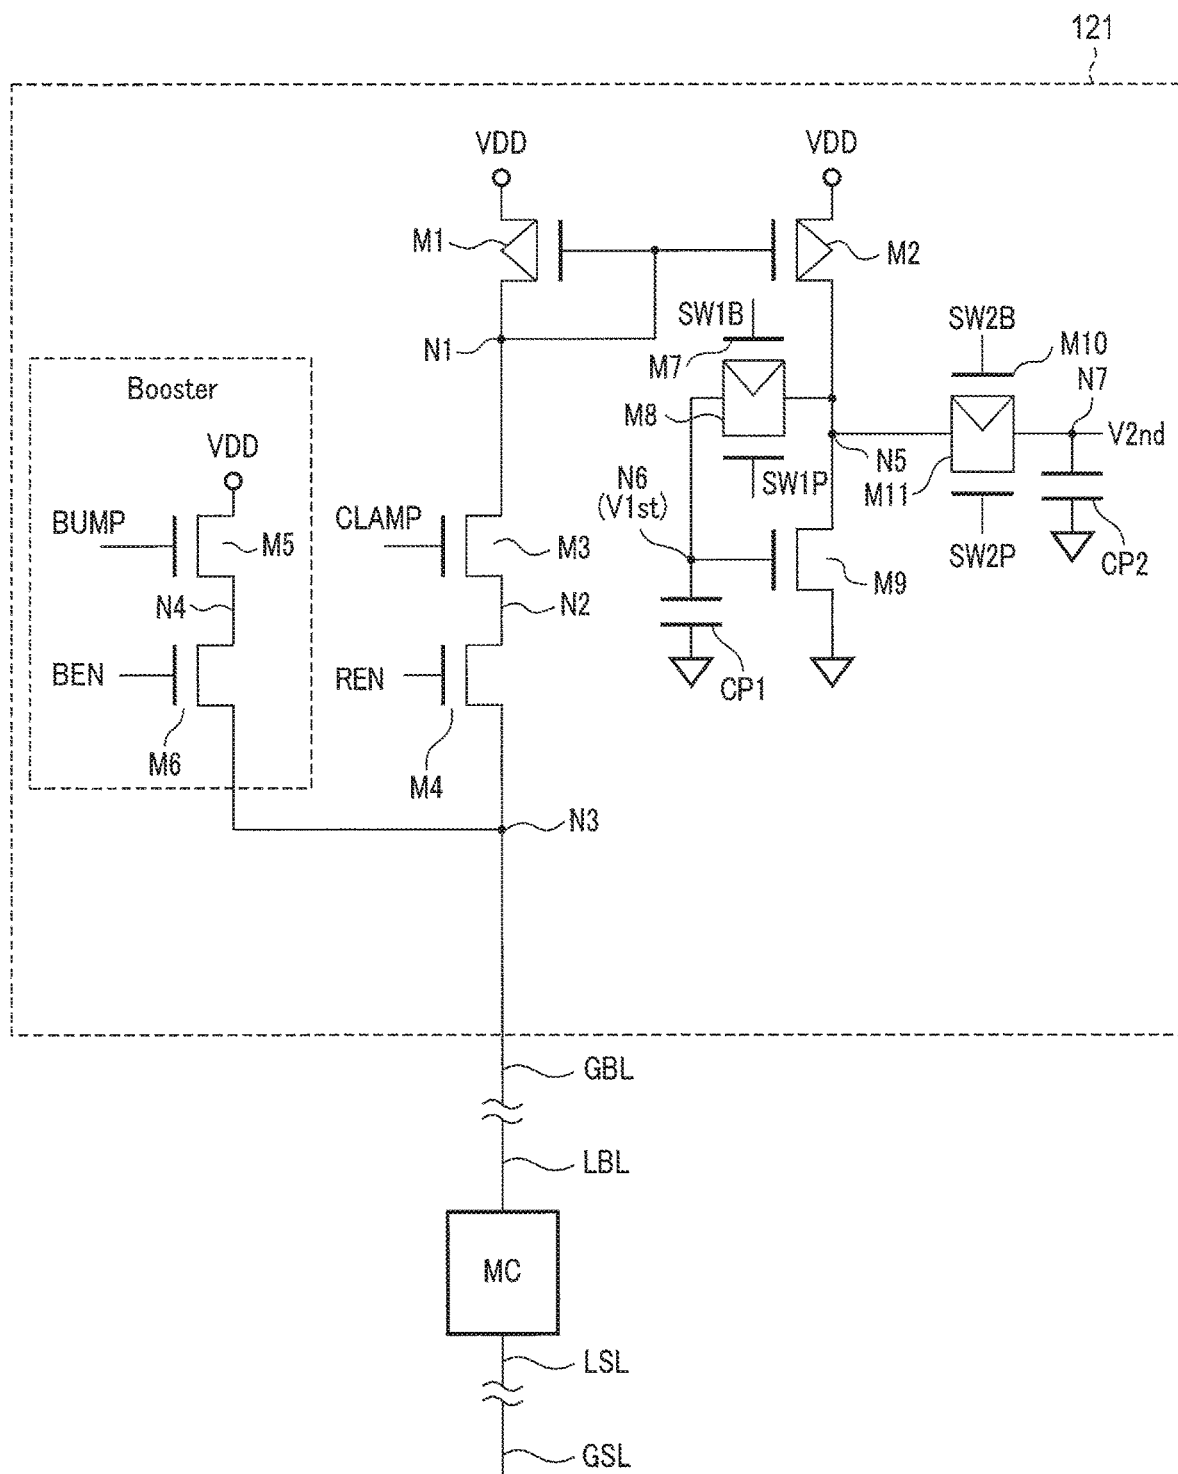 121
VDD
VDD
M1
M2
SW1B
SW2B
M10
N1
M7
N7
Booster
M8
V2nd
VDD
N5
M11
N6
(V1st)
SW1P
BUMP
M5
CLAMP
M3
SW2P
CP2
N4
N2
M9
BEN
REN
CP1
M6
M4
N3
GBL
LBL
MC
LSL
GSL